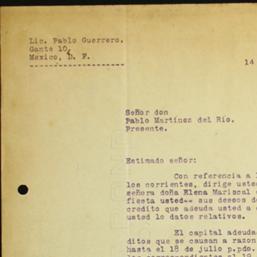 Lic. Pablo Guerrero.
Gante 10,
Mexico, D. F.
14
Señor don
Pablo Martínez del Río.
Presente.
Estimado señor:
Con referencia a l
los corrientes, dirige uste
señora doña Elena Mariscal d
fiesta usted-- sus deseos d
credito que adeuda usted a
usted lo datos relativos.
El capital adeuda
ditos que se causan a razon
hasta el 18 de julio p.pdo.